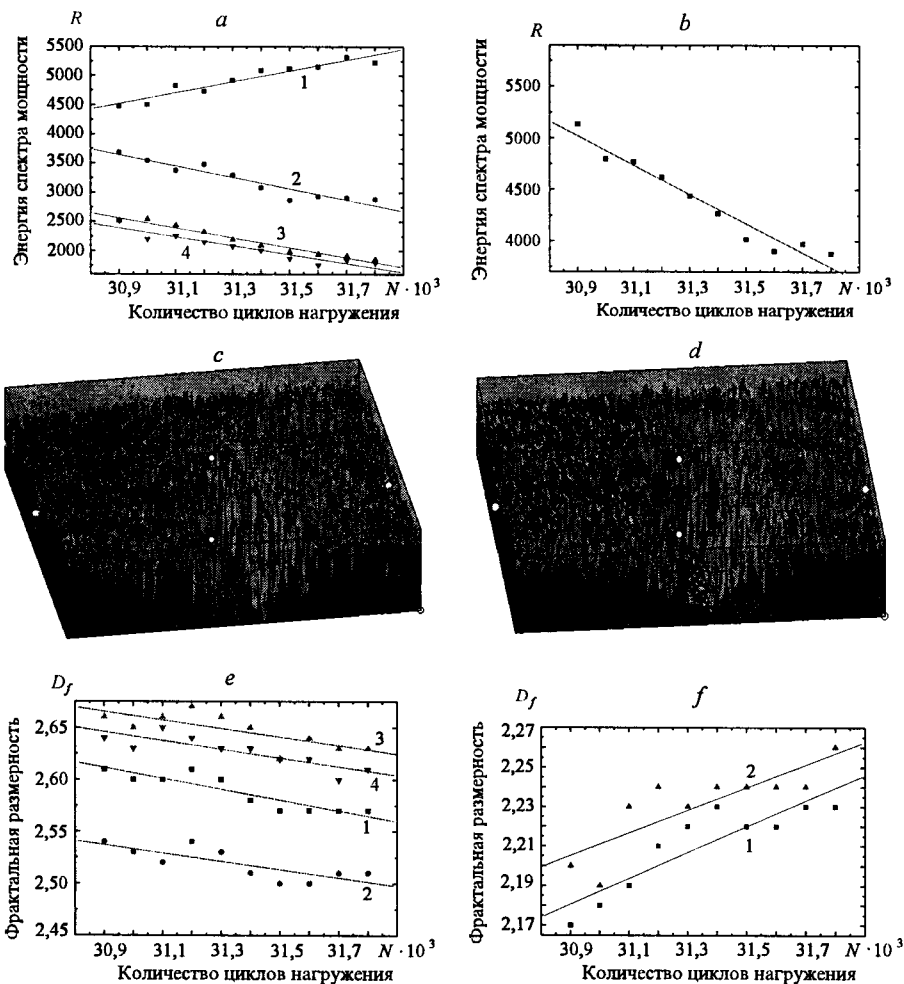 R
a
Энергия спектра мощности
5500
5000
4500
4000
3500
3000
2500
2000
1
2
3
4
30,9 31,1 31,3 31,5 31,7 N · 10³
Количество циклов нагружения
R
b
Энергия спектра мощности
5500
5000
4500
4000
30,9 31,1 31,3 31,5 31,7 N · 10³
Количество циклов нагружения
c
d
D_f
e
Фрактальная размерность
2,65
2,60
2,55
2,50
2,45
3
4
1
2
30,9 31,1 31,3 31,5 31,7 N · 10³
Количество циклов нагружения
D_f
f
Фрактальная размерность
2,27
2,25
2,23
2,21
2,19
2,17
2
1
30,9 31,1 31,3 31,5 31,7 N · 10³
Количество циклов нагружения